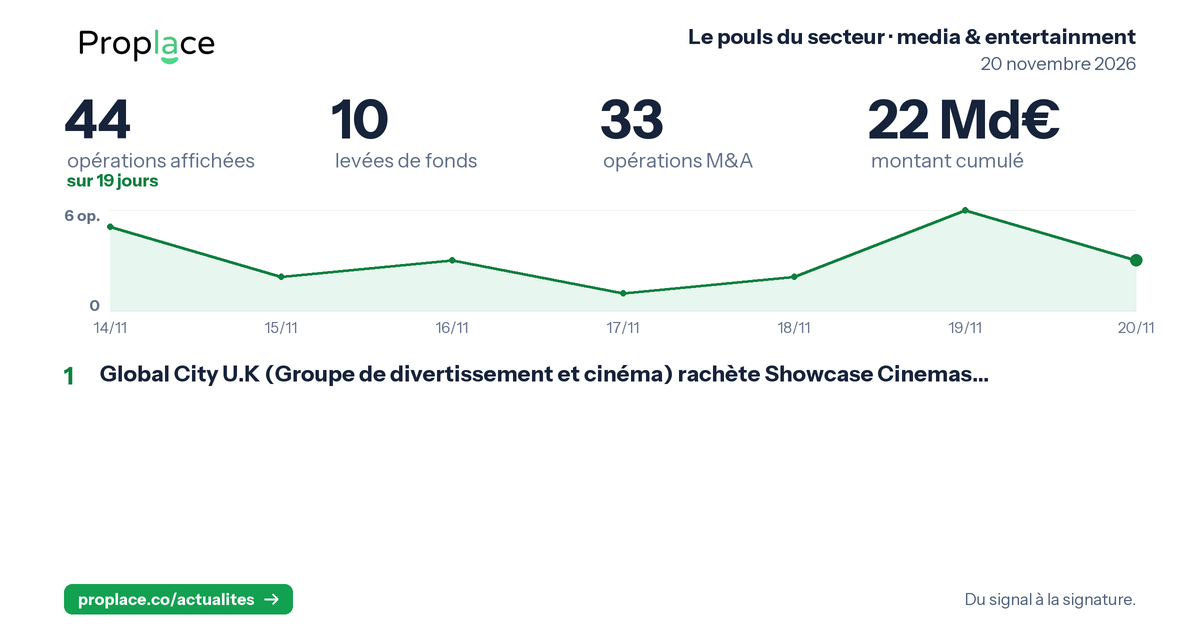 Proplace
Le pouls du secteur · media & entertainment
20 novembre 2026
44
opérations affichées
sur 19 jours
10
levées de fonds
33
opérations M&A
22 Md€
montant cumulé
6 op.
0
14/11
15/11
16/11
17/11
18/11
19/11
20/11
1 Global City U.K (Groupe de divertissement et cinéma) rachète Showcase Cinemas...
proplace.co/actualites →
Du signal à la signature.